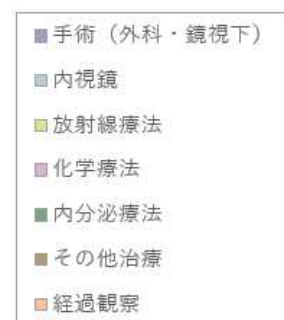 手術（外科・鏡視下）
内視鏡
放射線療法
化学療法
内分泌療法
その他治療
経過観察